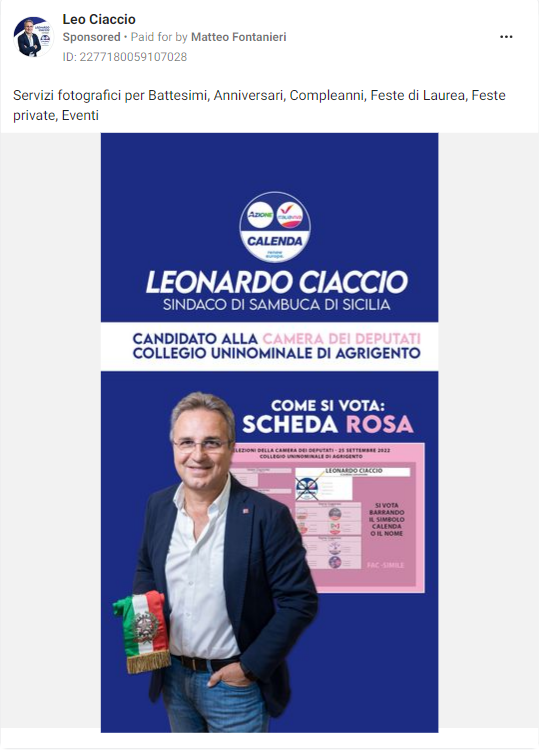 Leo Ciaccio
Sponsored • Paid for by Matteo Fontanieri
ID: 2277180059107028
Servizi fotografici per Battesimi, Anniversari, Compleanni, Feste di Laurea, Feste
private, Eventi
AZIONE
ITALIAVIVA
CALENDA
renew
europe.
LEONARDO CIACCIO
SINDACO DI SAMBUCA DI SICILIA
CANDIDATO ALLA CAMERA DEI DEPUTATI
COLLEGIO UNINOMINALE DI AGRIGENTO
COME SI VOTA:
SCHEDA ROSA
ELEZIONI DELLA CAMERA DEI DEPUTATI - 25 SETTEMBRE 2022
COLLEGIO UNINOMINALE DI AGRIGENTO
LEONARDO CIACCIO
SI VOTA
BARRANDO
IL SIMBOLO
CALENDA
O IL NOME
FAC-SIMILE